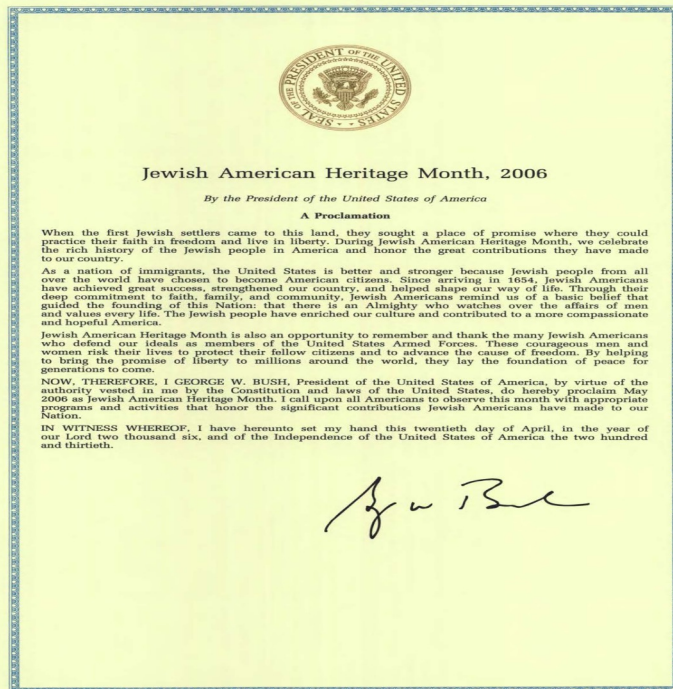 SEAL OF THE PRESIDENT OF THE UNITED STATES
Jewish American Heritage Month, 2006
By the President of the United States of America
A Proclamation
When the first Jewish settlers came to this land, they sought a place of promise where they could
practice their faith in freedom and live in liberty. During Jewish American Heritage Month, we celebrate
the rich history of the Jewish people in America and honor the great contributions they have made
to our country.
As a nation of immigrants, the United States is better and stronger because Jewish people from all
over the world have chosen to become American citizens. Since arriving in 1654, Jewish Americans
have achieved great success, strengthened our country, and helped shape our way of life. Through their
deep commitment to faith, family, and community, Jewish Americans remind us of a basic belief that
guided the founding of this Nation: that there is an Almighty who watches over the affairs of men
and values every life. The Jewish people have enriched our culture and contributed to a more compassionate
and hopeful America.
Jewish American Heritage Month is also an opportunity to remember and thank the many Jewish Americans
who defend our ideals as members of the United States Armed Forces. These courageous men and
women risk their lives to protect their fellow citizens and to advance the cause of freedom. By helping
to bring the promise of liberty to millions around the world, they lay the foundation of peace for
generations to come.
NOW, THEREFORE, I GEORGE W. BUSH, President of the United States of America, by virtue of the
authority vested in me by the Constitution and laws of the United States, do hereby proclaim May
2006 as Jewish American Heritage Month. I call upon all Americans to observe this month with appropriate
programs and activities that honor the significant contributions Jewish Americans have made to our
Nation.
IN WITNESS WHEREOF, I have hereunto set my hand this twentieth day of April, in the year of
our Lord two thousand six, and of the Independence of the United States of America the two hundred
and thirtieth.